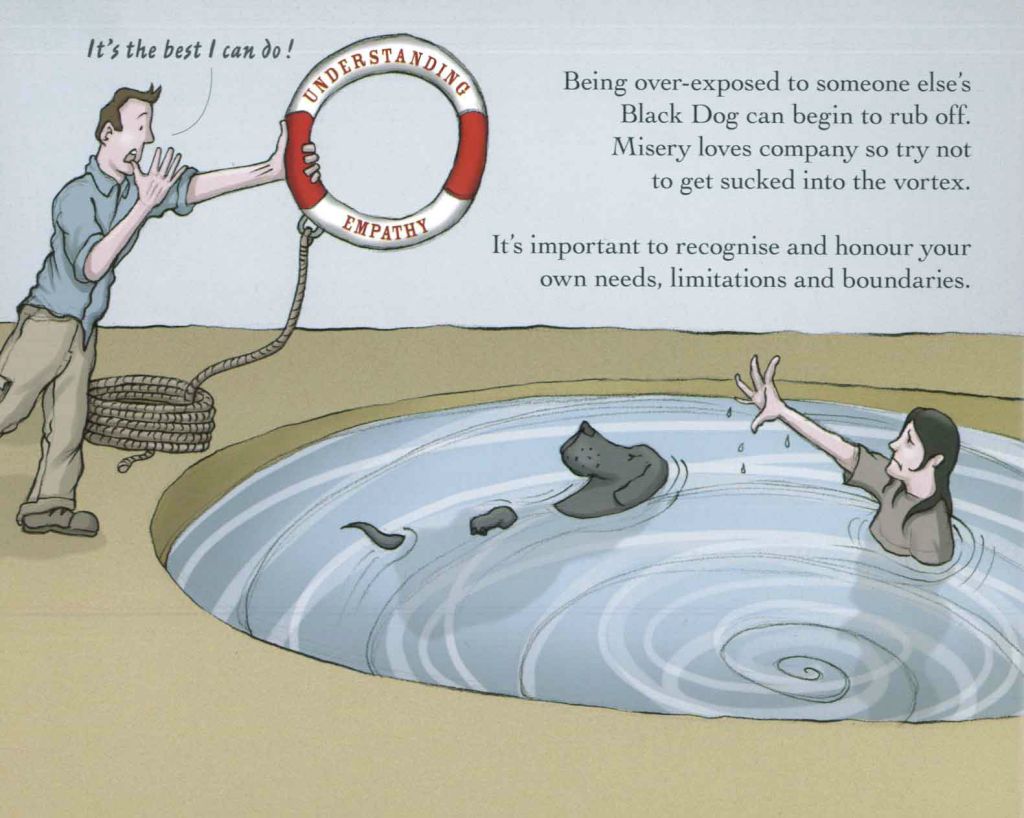 It's the best I can do!
UNDERSTANDING
EMPATHY
Being over-exposed to someone else's
Black Dog can begin to rub off.
Misery loves company so try not
to get sucked into the vortex.
It's important to recognise and honour your
own needs, limitations and boundaries.